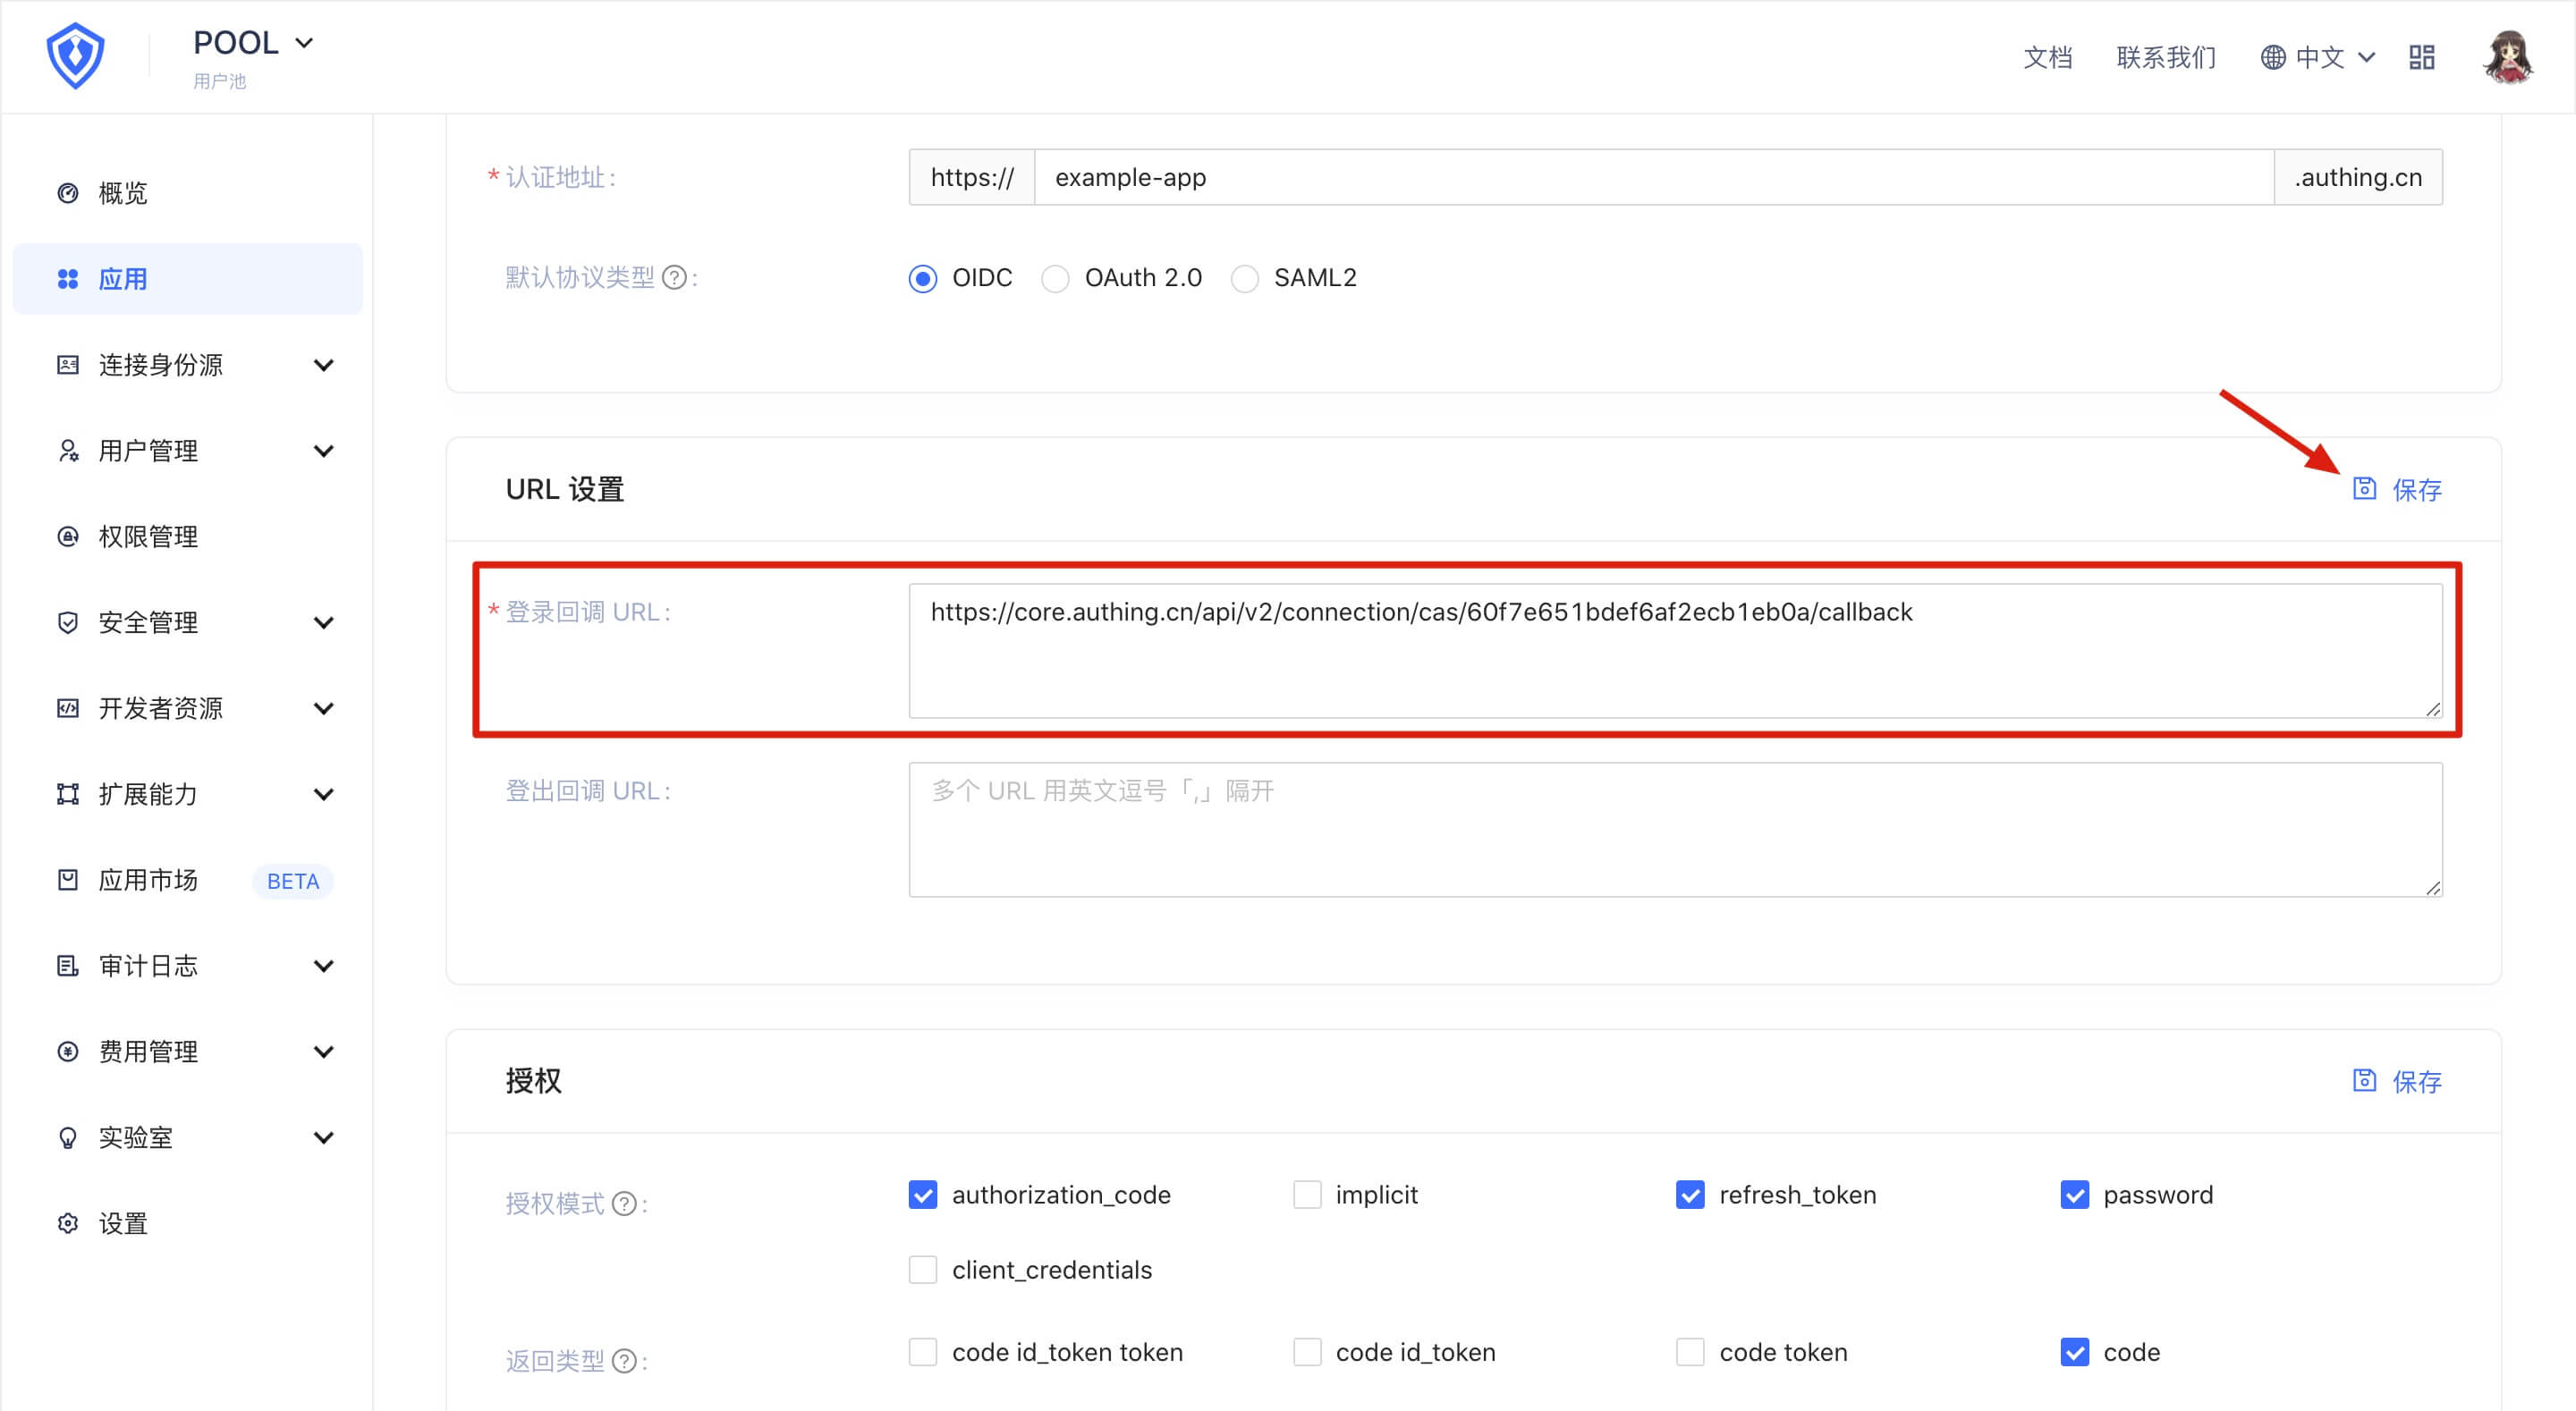 POOL
用户池
文档
联系我们
中文
概览
应用
连接身份源
用户管理
权限管理
安全管理
开发者资源
扩展能力
应用市场 BETA
审计日志
费用管理
实验室
设置
* 认证地址: https:// example-app .authing.cn
默认协议类型 ? : OIDC OAuth 2.0 SAML2
URL 设置 保存
* 登录回调 URL: https://core.authing.cn/api/v2/connection/cas/60f7e651bdef6af2ecb1eb0a/callback
登出回调 URL: 多个 URL 用英文逗号「,」隔开
授权 保存
授权模式 ? : authorization_code implicit refresh_token password
client_credentials
返回类型 ? : code id_token token code id_token code token code